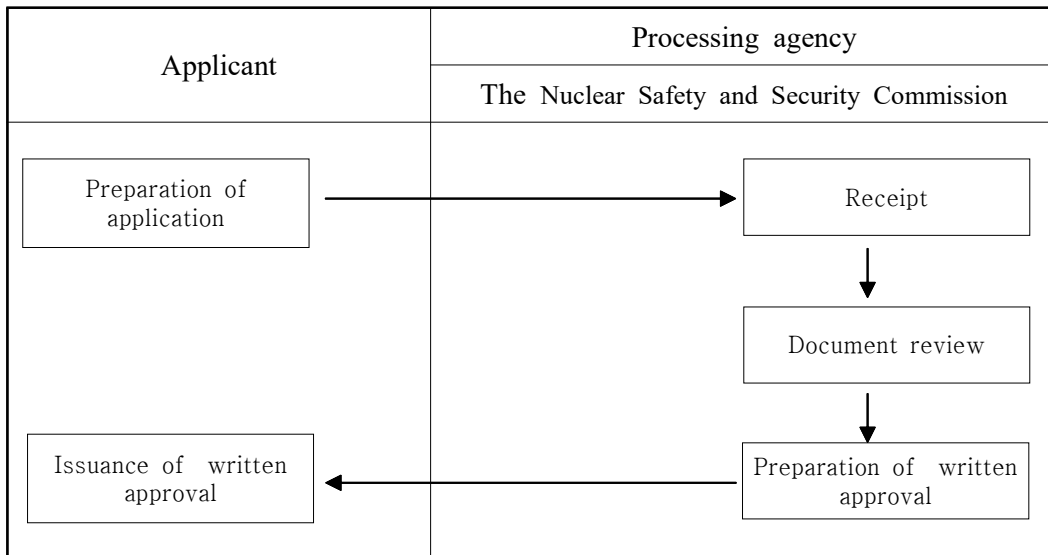 Applicant
Processing agency
The Nuclear Safety and Security Commission
Preparation of
application
Receipt
Document review
Issuance of written
approval
Preparation of written
approval